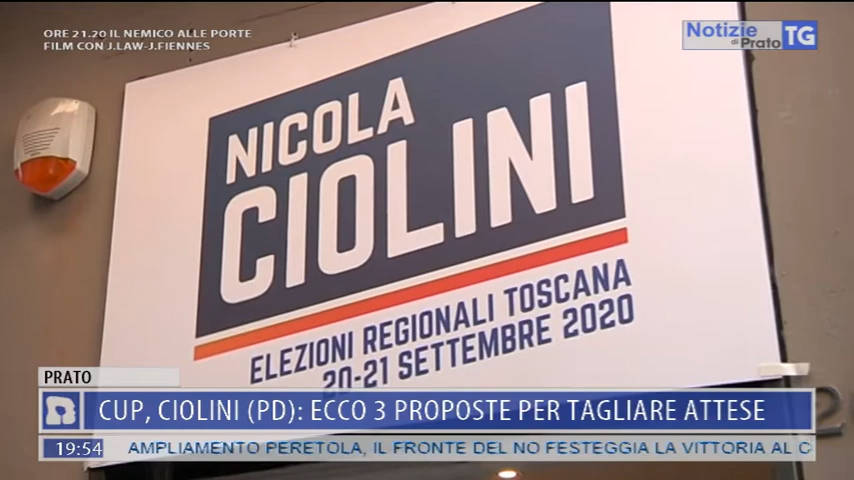 ORE 21.20 IL NEMICO ALLE PORTE
FILM CON J.LAW-J.FIENNES
Notizie
di Prato TG
NICOLA
CIOLINI
ELEZIONI REGIONALI TOSCANA
20-21 SETTEMBRE 2020
PRATO
CUP, CIOLINI (PD): ECCO 3 PROPOSTE PER TAGLIARE ATTESE
19:54 AMPLIAMENTO PERETOLA, IL FRONTE DEL NO FESTEGGIA LA VITTORIA AL
2